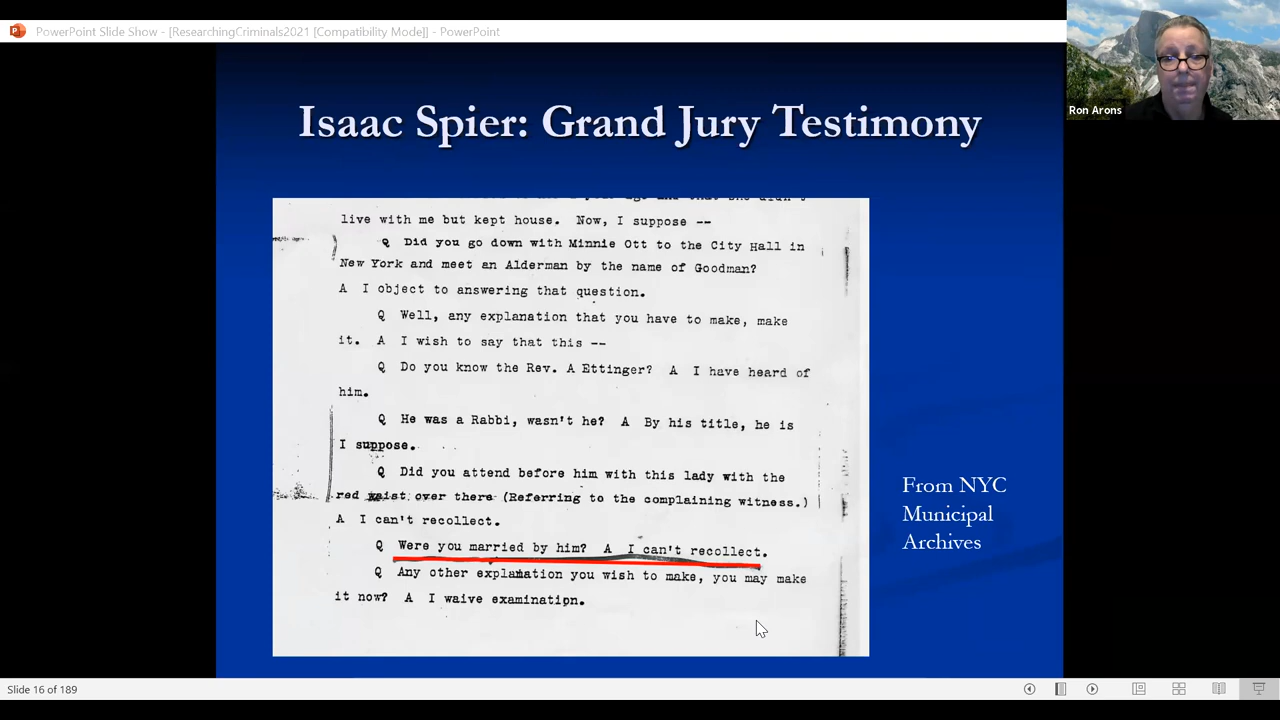 PowerPoint Slide Show - [ResearchingCriminals2021 [Compatibility Mode]] - PowerPoint
Ron Arons
Isaac Spier: Grand Jury Testimony
live with me but kept house. Now, I suppose --
Q Did you go down with Minnie Ott to the City Hall in
New York and meet an Alderman by the name of Goodman?
A I object to answering that question.
Q Well, any explanation that you have to make, make
it. A I wish to say that this --
Q Do you know the Rev. A Ettinger? A I have heard of
him.
Q He was a Rabbi, wasn't he? A By his title, he is
I suppose.
Q Did you attend before him with this lady with the
red waist over there (Referring to the complaining witness.)
A I can't recollect.
Q Were you married by him? A I can't recollect.
Q Any other explanation you wish to make, you may make
it now? A I waive examination.
From NYC
Municipal
Archives
Slide 16 of 189